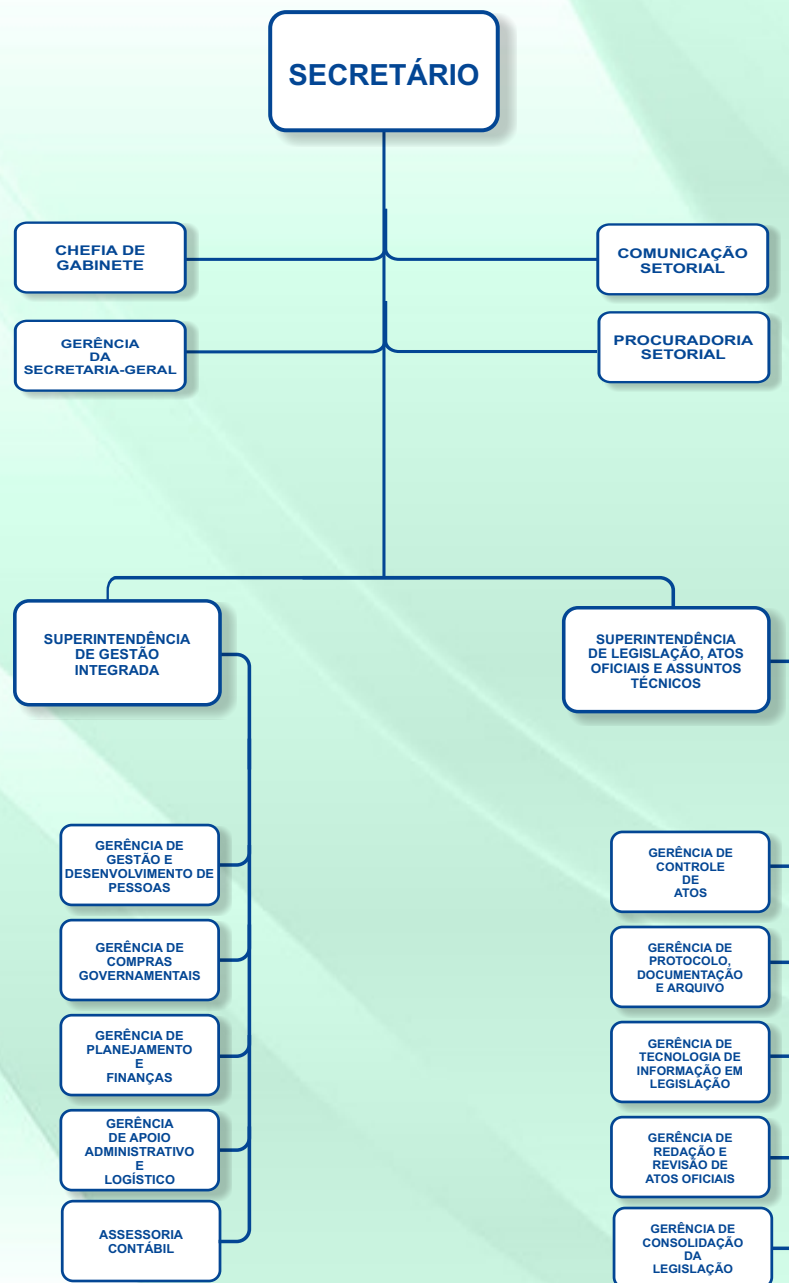 SECRETÁRIO
CHEFIA DE
GABINETE
COMUNICAÇÃO
SETORIAL
GERÊNCIA
DA
SECRETARIA-GERAL
PROCURADORIA
SETORIAL
SUPERINTENDÊNCIA
DE GESTÃO
INTEGRADA
SUPERINTENDÊNCIA
DE LEGISLAÇÃO, ATOS
OFICIAIS E ASSUNTOS
TÉCNICOS
GERÊNCIA DE
GESTÃO E
DESENVOLVIMENTO DE
PESSOAS
GERÊNCIA DE
COMPRAS
GOVERNAMENTAIS
GERÊNCIA DE
PLANEJAMENTO
E
FINANÇAS
GERÊNCIA
DE APOIO
ADMINISTRATIVO
E
LOGÍSTICO
ASSESSORIA
CONTÁBIL
GERÊNCIA DE
CONTROLE
DE
ATOS
GERÊNCIA DE
PROTOCOLO,
DOCUMENTAÇÃO
E ARQUIVO
GERÊNCIA DE
TECNOLOGIA DE
INFORMAÇÃO EM
LEGISLAÇÃO
GERÊNCIA DE
REDAÇÃO E
REVISÃO DE
ATOS OFICIAIS
GERÊNCIA DE
CONSOLIDAÇÃO
DA
LEGISLAÇÃO